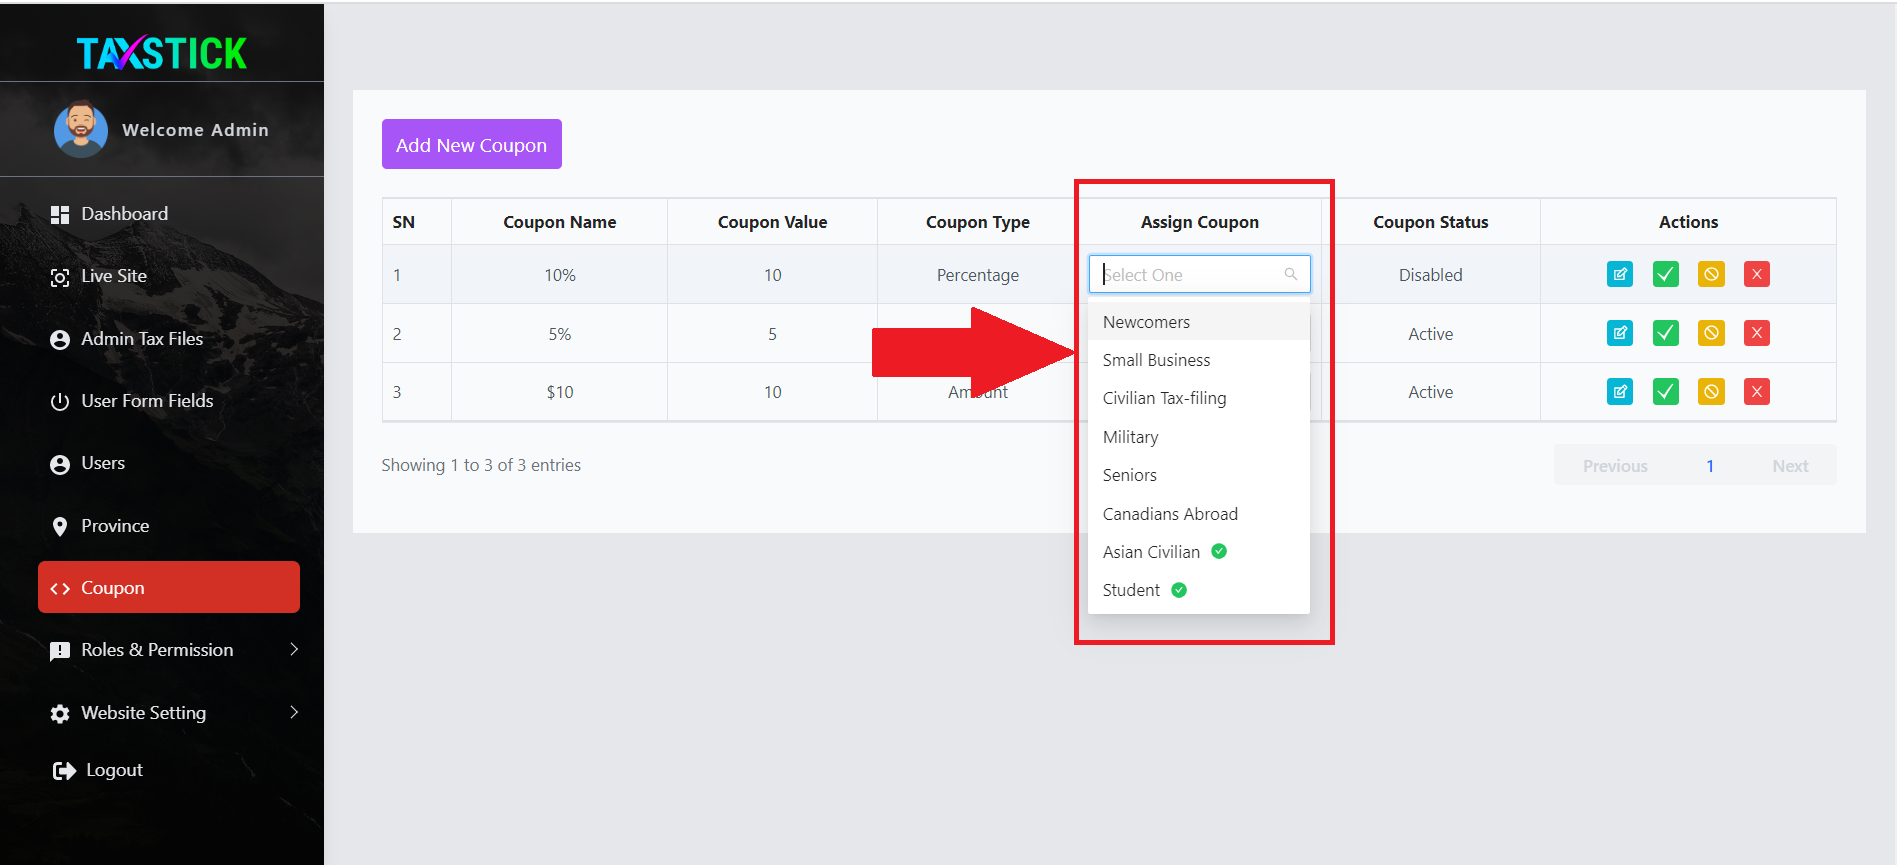 TAXSTICK
Welcome Admin
Dashboard
Live Site
Admin Tax Files
User Form Fields
Users
Province
Coupon
Roles & Permission
Website Setting
Logout
Add New Coupon
SN Coupon Name Coupon Value Coupon Type Assign Coupon Coupon Status Actions
1 10% 10 Percentage Select One Disabled
2 5% 5 Active
3 $10 10 Amount Active
Newcomers
Small Business
Civilian Tax-filing
Military
Seniors
Canadians Abroad
Asian Civilian
Student
Showing 1 to 3 of 3 entries
Previous 1 Next